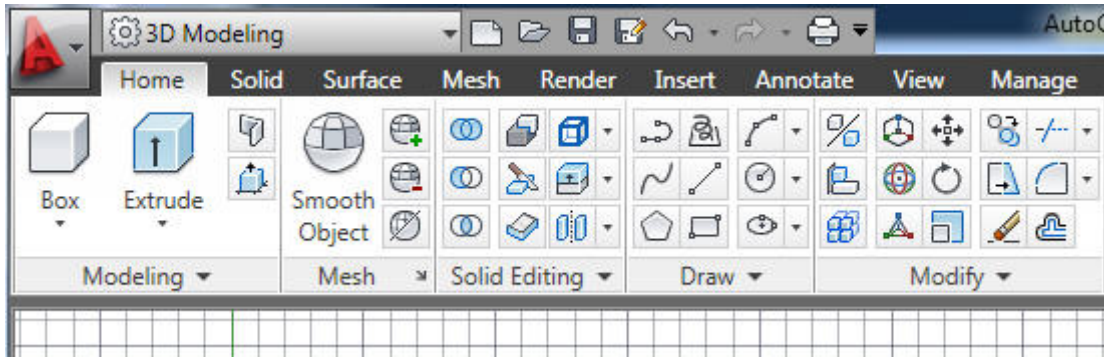 3D Modeling
AutoC
Home Solid Surface Mesh Render Insert Annotate View Manage
Box
Extrude
Smooth
Object
Modeling Mesh Solid Editing Draw Modify